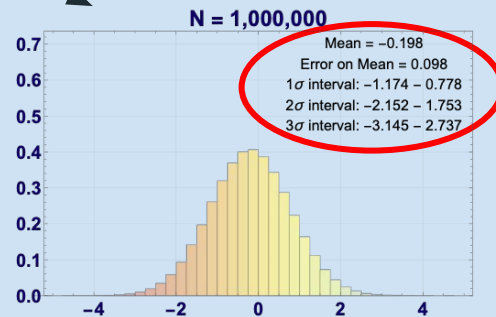 N = 1,000,000
Mean = −0.198
Error on Mean = 0.098
1σ interval: −1.174 − 0.778
2σ interval: −2.152 − 1.753
3σ interval: −3.145 − 2.737
0.7
0.6
0.5
0.4
0.3
0.2
0.1
0.0
−4 −2 0 2 4